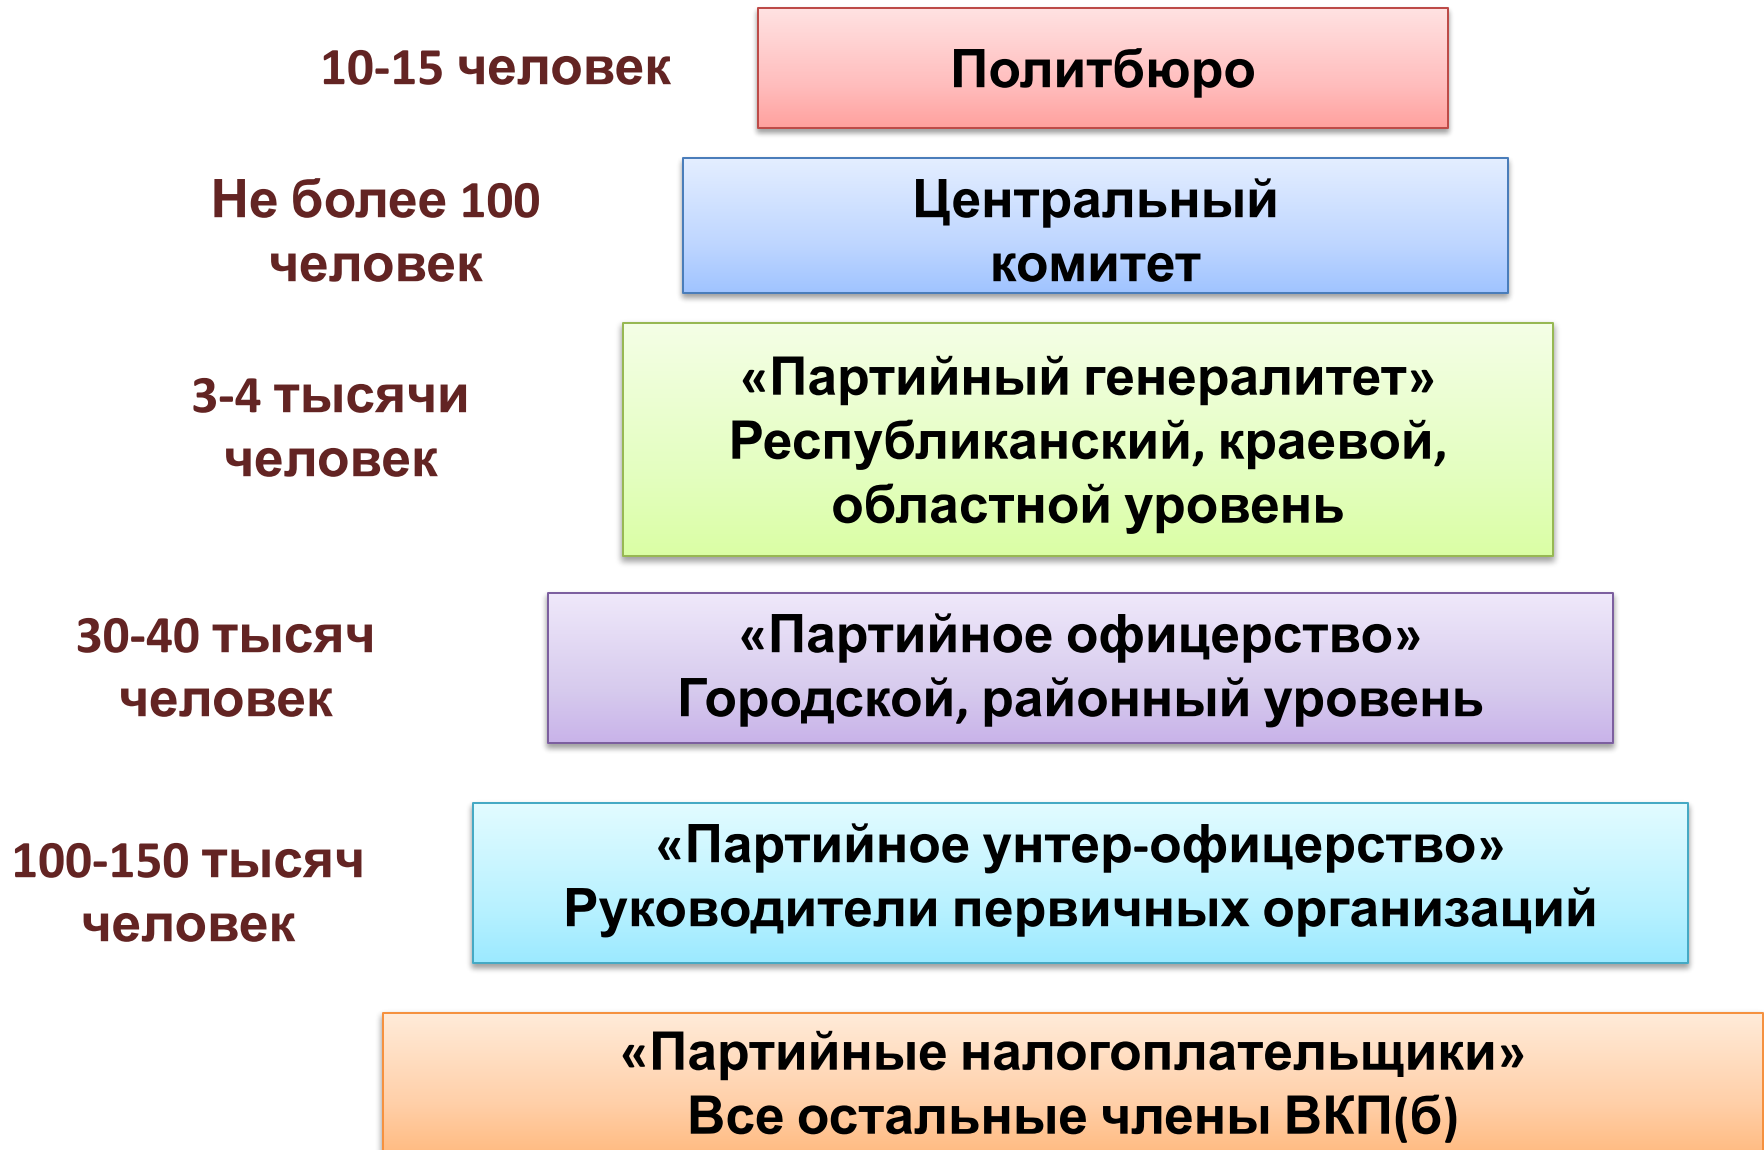 10-15 человек
Политбюро
Не более 100
человек
Центральный
комитет
3-4 тысячи
человек
«Партийный генералитет»
Республиканский, краевой,
областной уровень
30-40 тысяч
человек
«Партийное офицерство»
Городской, районный уровень
100-150 тысяч
человек
«Партийное унтер-офицерство»
Руководители первичных организаций
«Партийные налогоплательщики»
Все остальные члены ВКП(б)